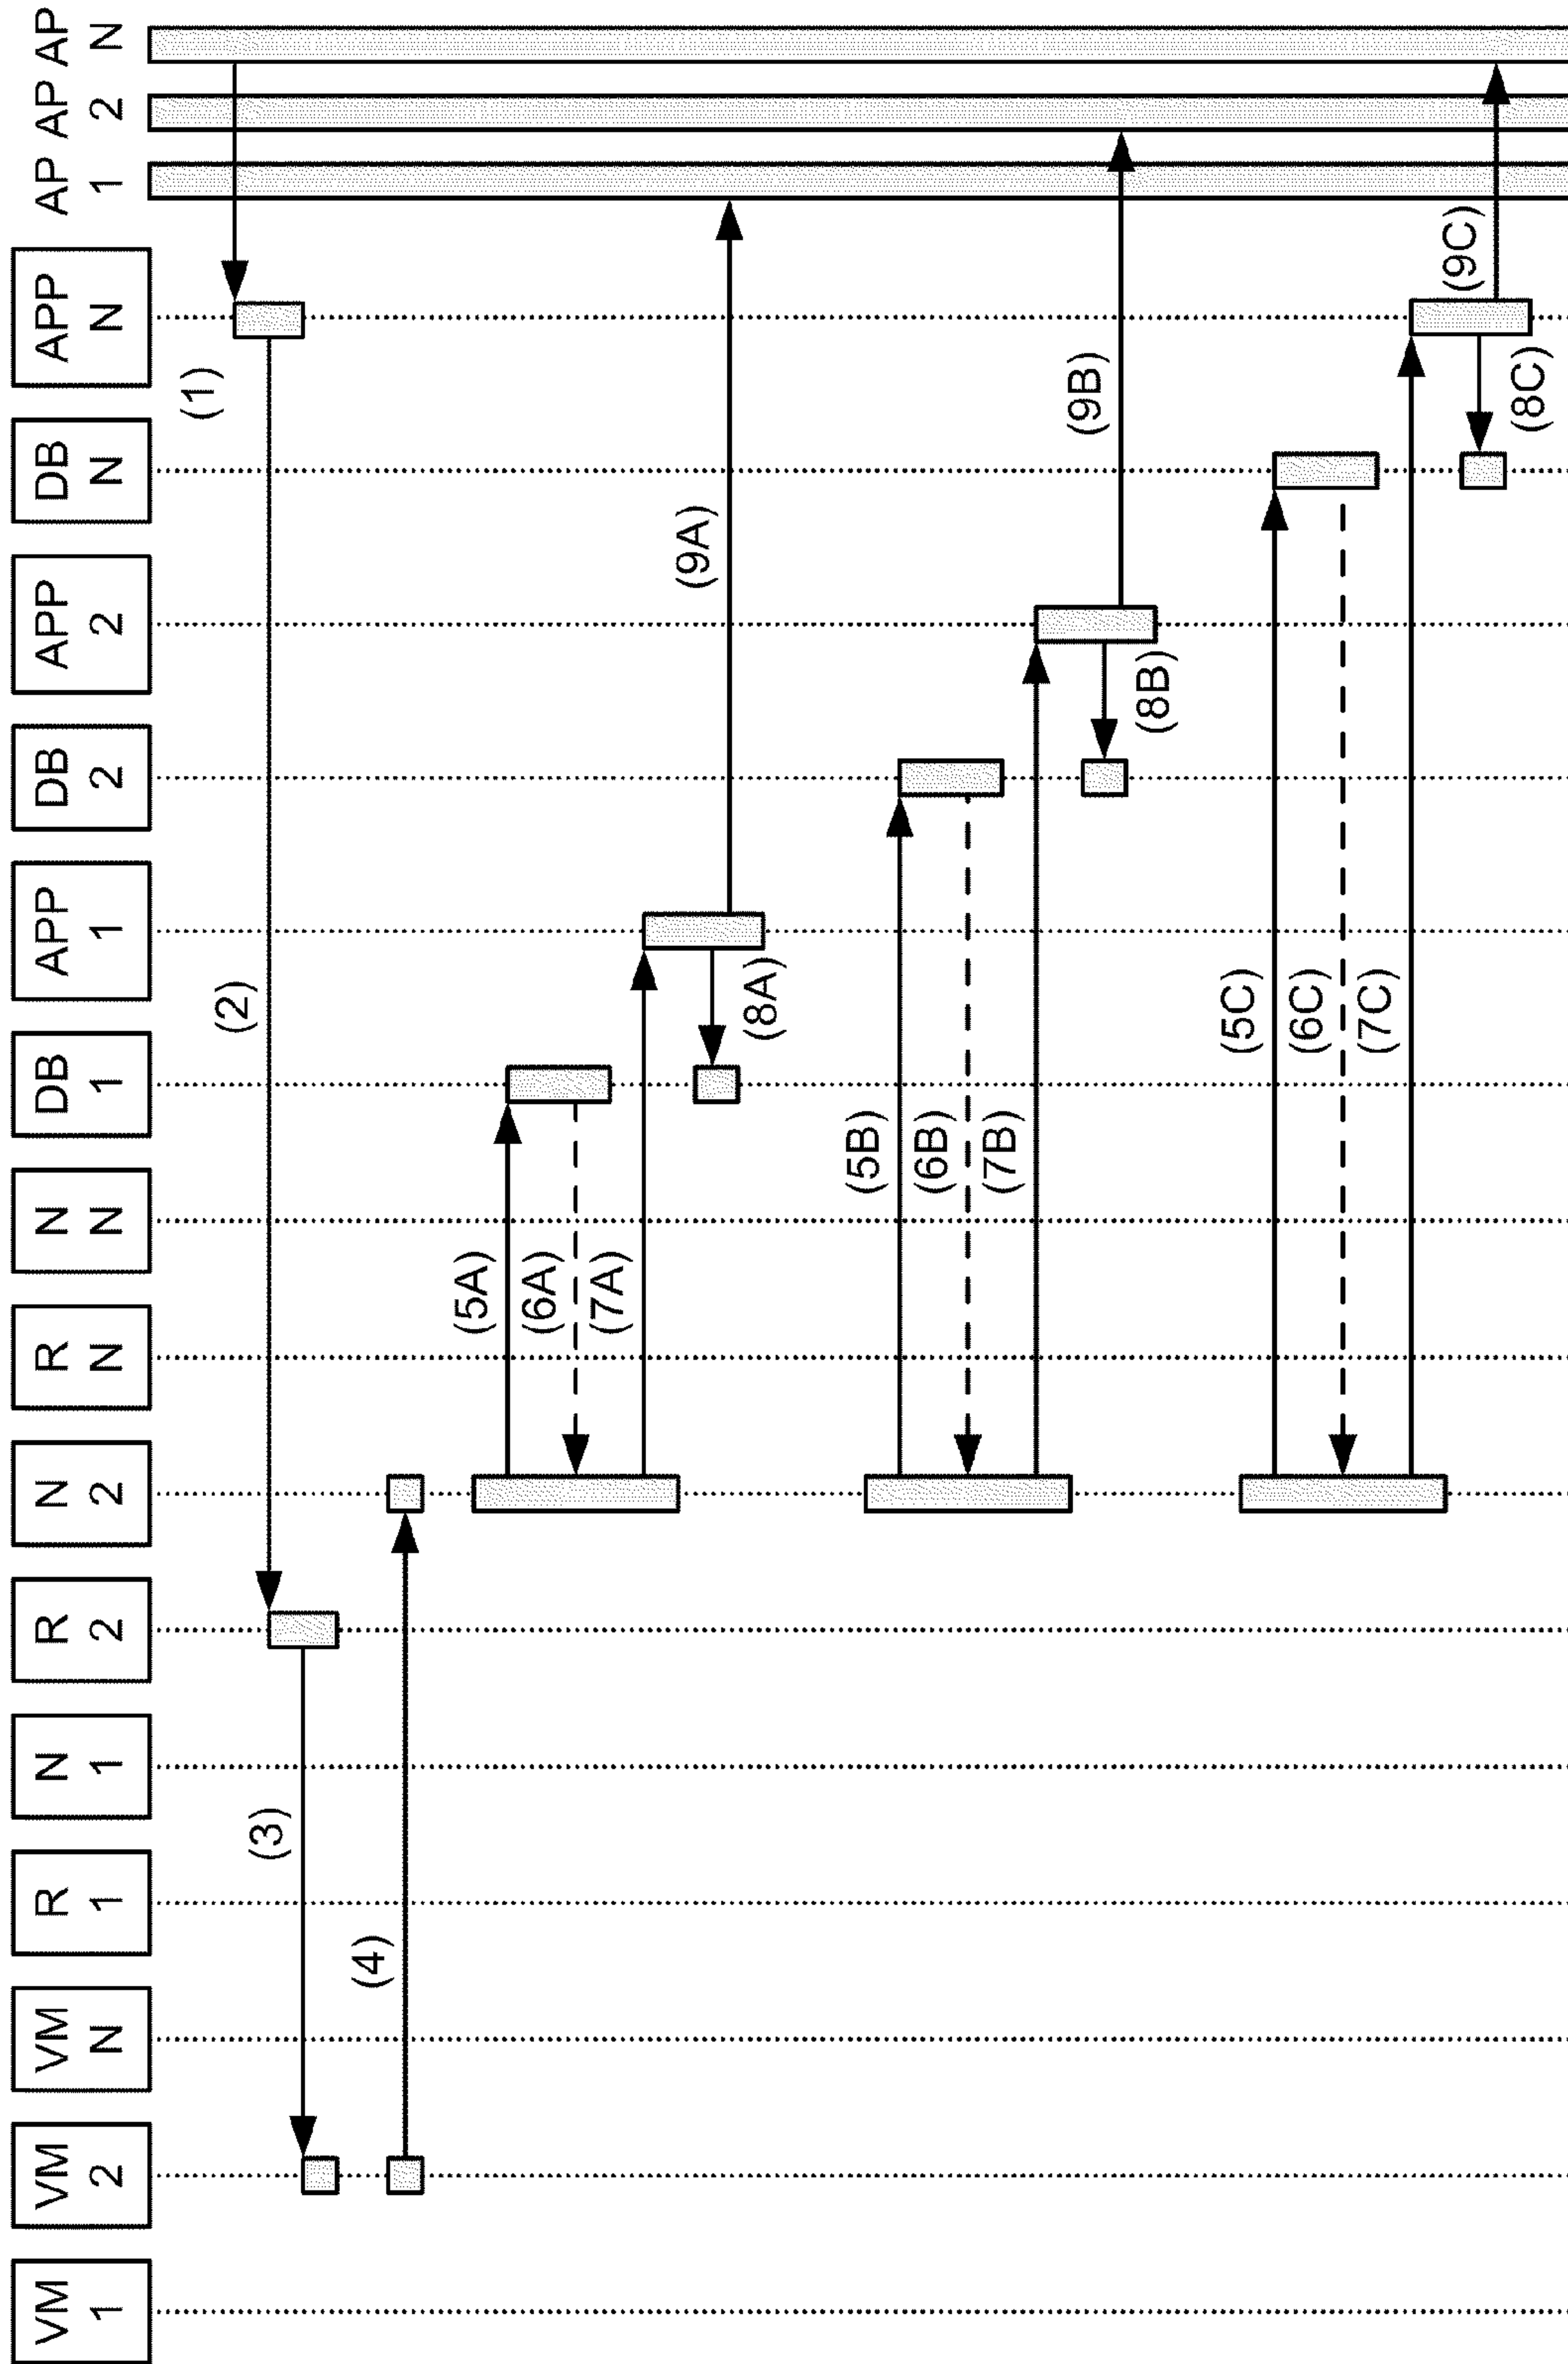 VM
1
VM
2
VM
N
R
1
N
1
R
2
N
2
R
N
N
N
DB
1
APP
1
DB
2
APP
2
DB
N
APP
N
AP
1
AP
2
AP
N
(1)
(2)
(3)
(4)
(5A)
(6A)
(7A)
(8A)
(9A)
(5B)
(6B)
(7B)
(8B)
(9B)
(5C)
(6C)
(7C)
(8C)
(9C)